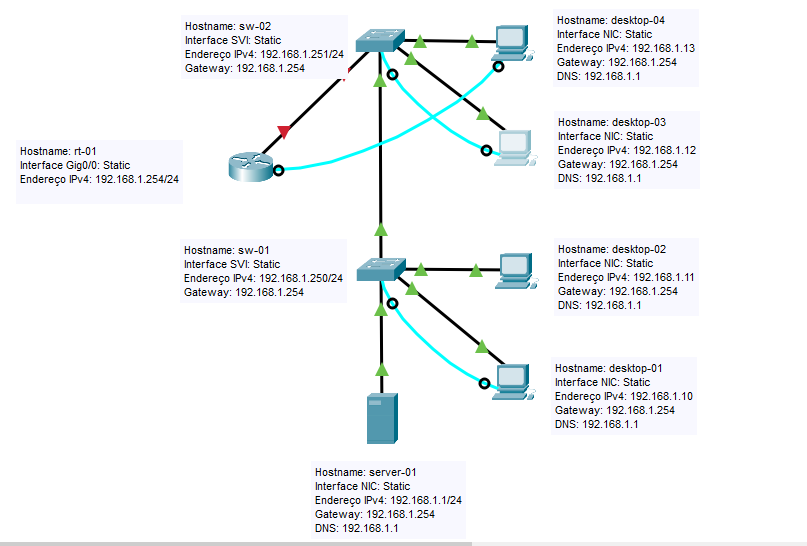 Hostname: sw-02
Interface SVI: Static
Endereço IPv4: 192.168.1.251/24
Gateway: 192.168.1.254
Hostname: desktop-04
Interface NIC: Static
Endereço IPv4: 192.168.1.13
Gateway: 192.168.1.254
DNS: 192.168.1.1
Hostname: desktop-03
Interface NIC: Static
Endereço IPv4: 192.168.1.12
Gateway: 192.168.1.254
DNS: 192.168.1.1
Hostname: rt-01
Interface Gig0/0: Static
Endereço IPv4: 192.168.1.254/24
Hostname: sw-01
Interface SVI: Static
Endereço IPv4: 192.168.1.250/24
Gateway: 192.168.1.254
Hostname: desktop-02
Interface NIC: Static
Endereço IPv4: 192.168.1.11
Gateway: 192.168.1.254
DNS: 192.168.1.1
Hostname: desktop-01
Interface NIC: Static
Endereço IPv4: 192.168.1.10
Gateway: 192.168.1.254
DNS: 192.168.1.1
Hostname: server-01
Interface NIC: Static
Endereço IPv4: 192.168.1.1/24
Gateway: 192.168.1.254
DNS: 192.168.1.1